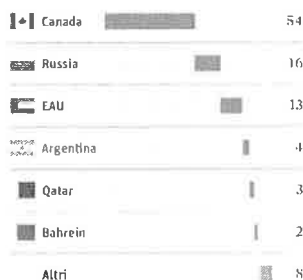 Canada 54
Russia 16
EAU 13
Argentina 4
Qatar 3
Bahrein 2
Altri 8